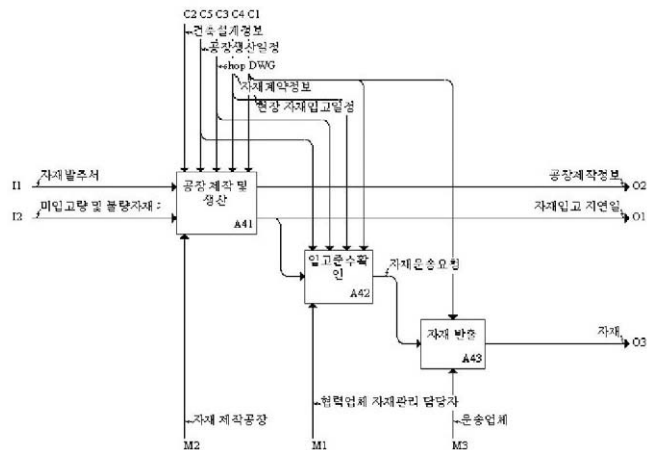 C2 C5 C3 C4 C1
건축설계정보
공장생산일정
shop DWG
자재계약정보
현장 자재입고일정
I1
자재발주서
I2
미입고량 및 불량자재 :
공장 제작 및
생산
A41
공장제작정보
O2
자재입고 지연일
O1
입고준수확
인
A42
자재운송요청
자재 반출
A43
자재
O3
자재 제작공장
협력업체 자재관리 담당자
운송업체
M2
M1
M3